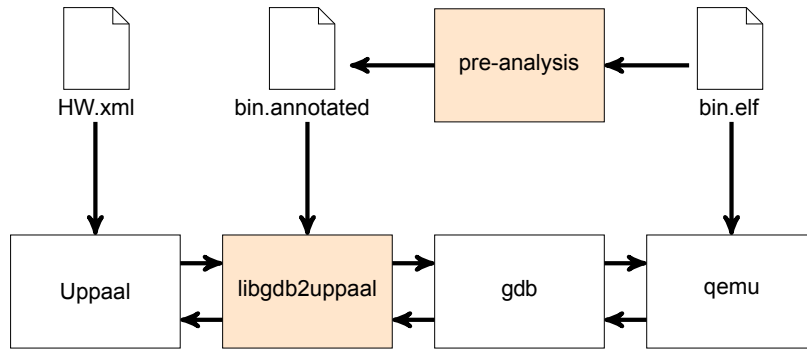 pre-analysis
HW.xml
bin.annotated
bin.elf
Uppaal
libgdb2uppaal
gdb
qemu